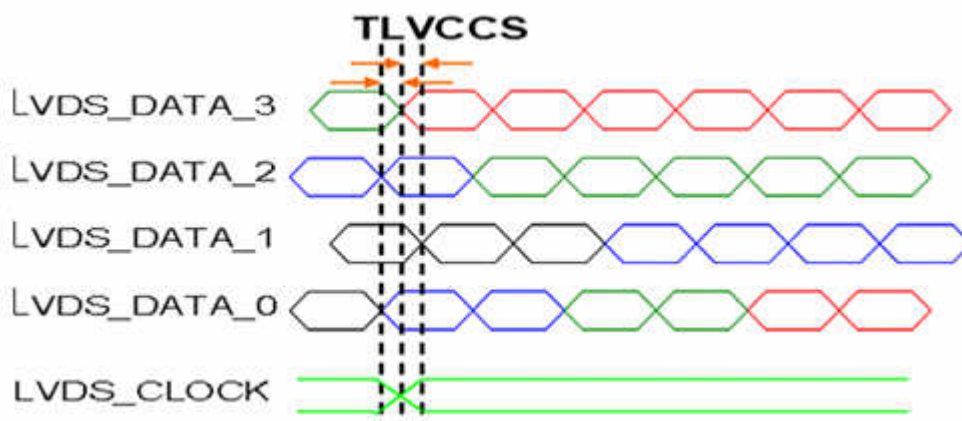 TLVCCS
LVDS_DATA_3
LVDS_DATA_2
LVDS_DATA_1
LVDS_DATA_0
LVDS_CLOCK